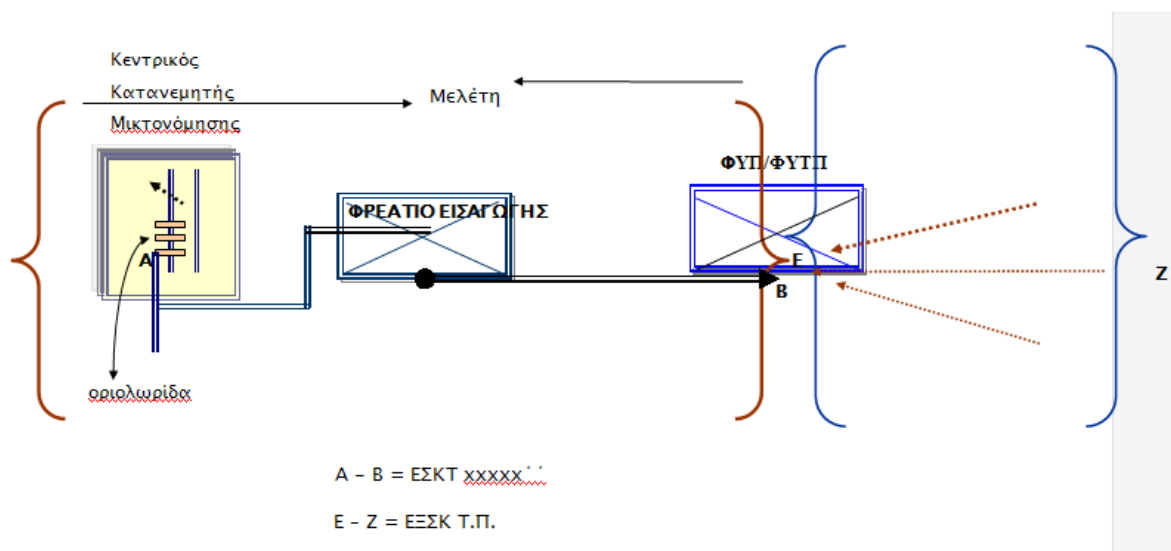 Κεντρικός
Κατανεμητής
Μικτονόμησης
Μελέτη
ΦΥΠ/ΦΥΤΠ
ΦΡΕΑΤΙΟ ΕΙΣΑΓΩΓΗΣ
Α
Ε
Β
Ζ
οριολωρίδα
Α – Β = ΕΣΚΤ xxxxx΄΄
Ε – Ζ = ΕΞΣΚ Τ.Π.